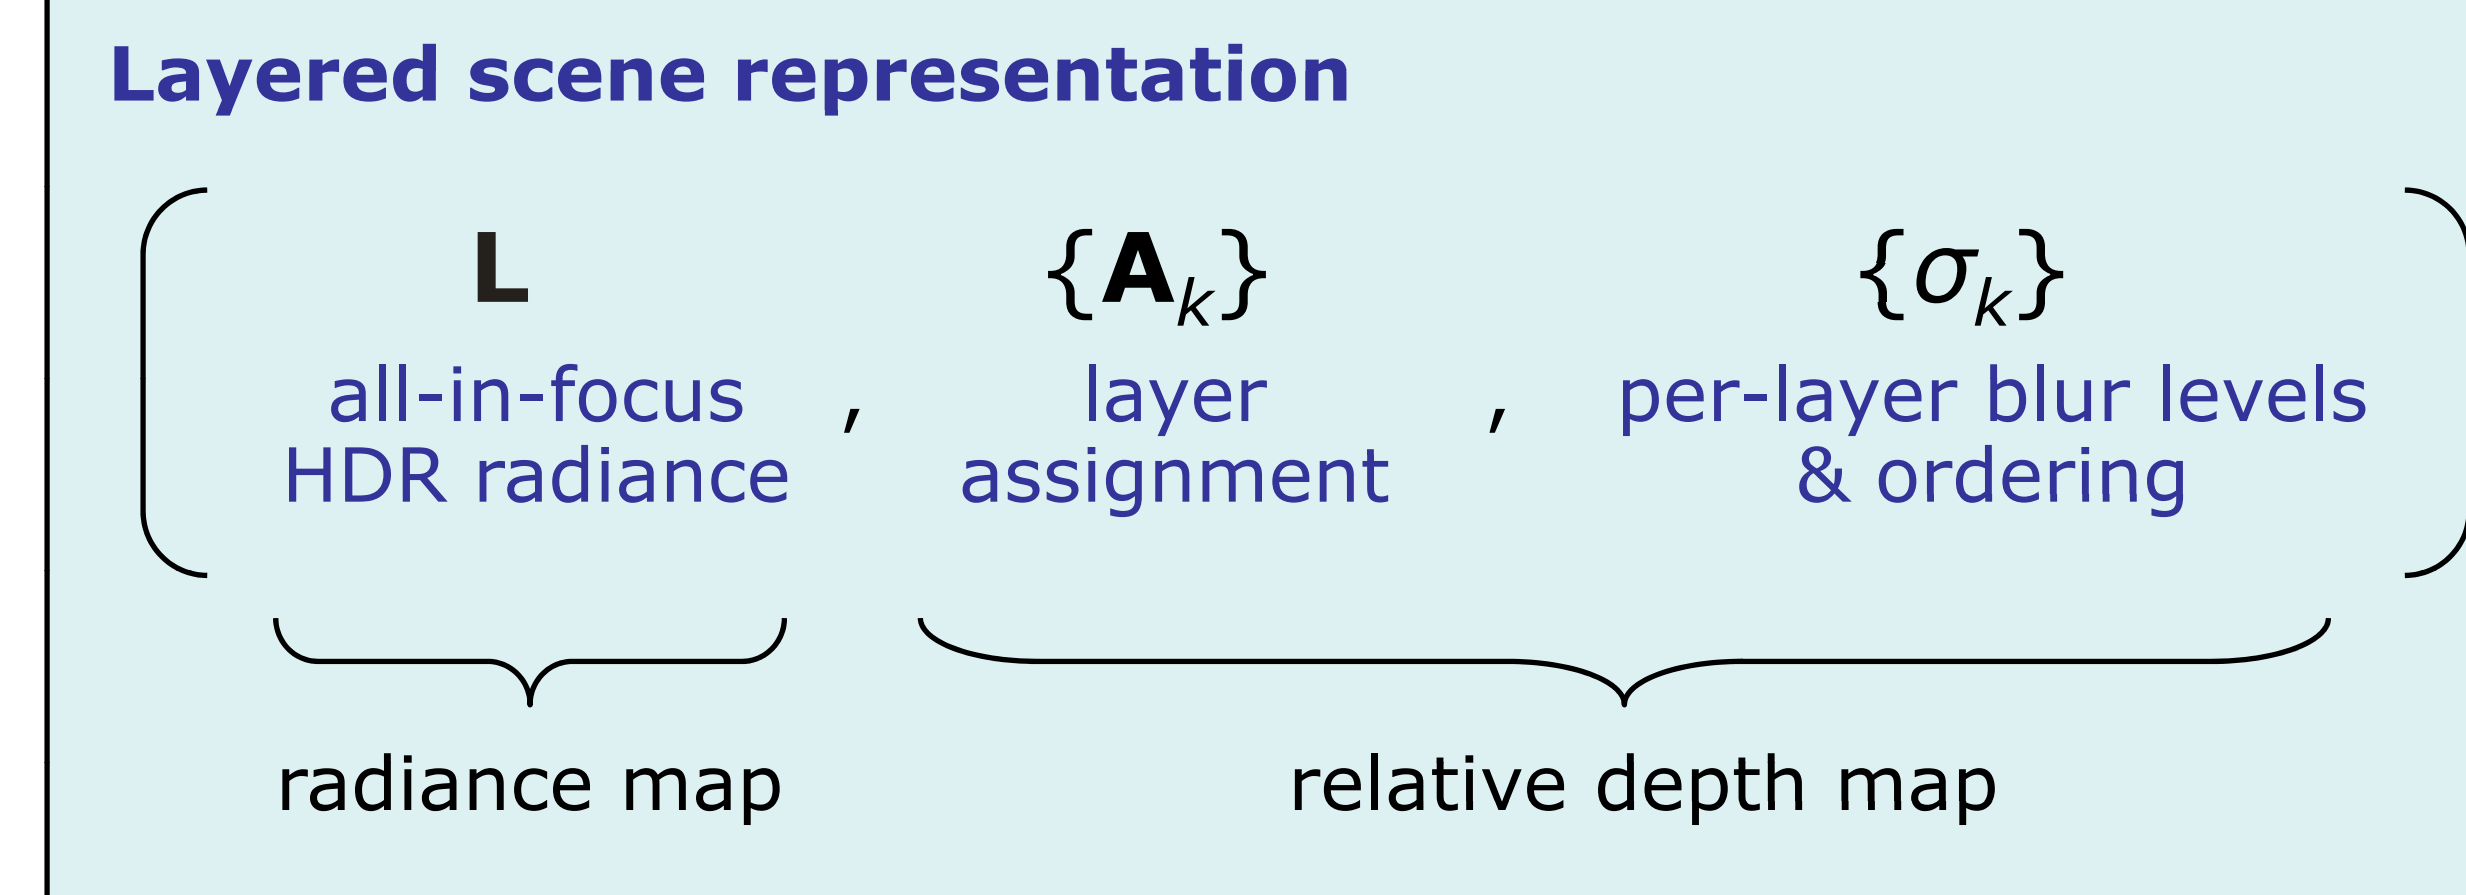 Layered scene representation
L {A_k} {σ_k}
all-in-focus , layer , per-layer blur levels
HDR radiance assignment & ordering
radiance map relative depth map